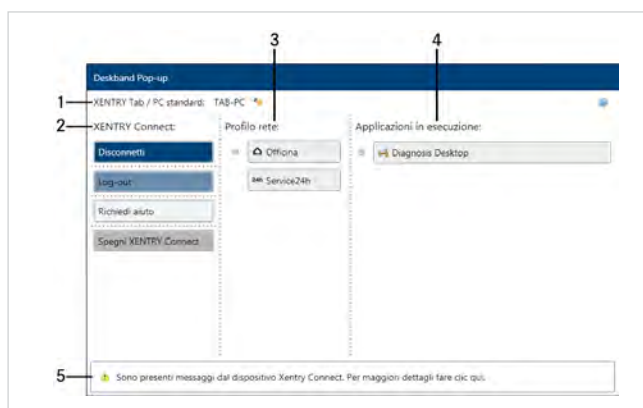 3 4
Deskband Pop-up
1 XENTRY Tab / PC standard: TAB-PC
2 XENTRY Connect: Profilo rete: Applicazioni in esecuzione:
Disconnetti Officina Diagnosis Desktop
Log-out 24h Service24h
Richiedi aiuto
Spegni XENTRY Connect
5 Sono presenti messaggi dal dispositivo Xentry Connect. Per maggiori dettagli fare clic qui.